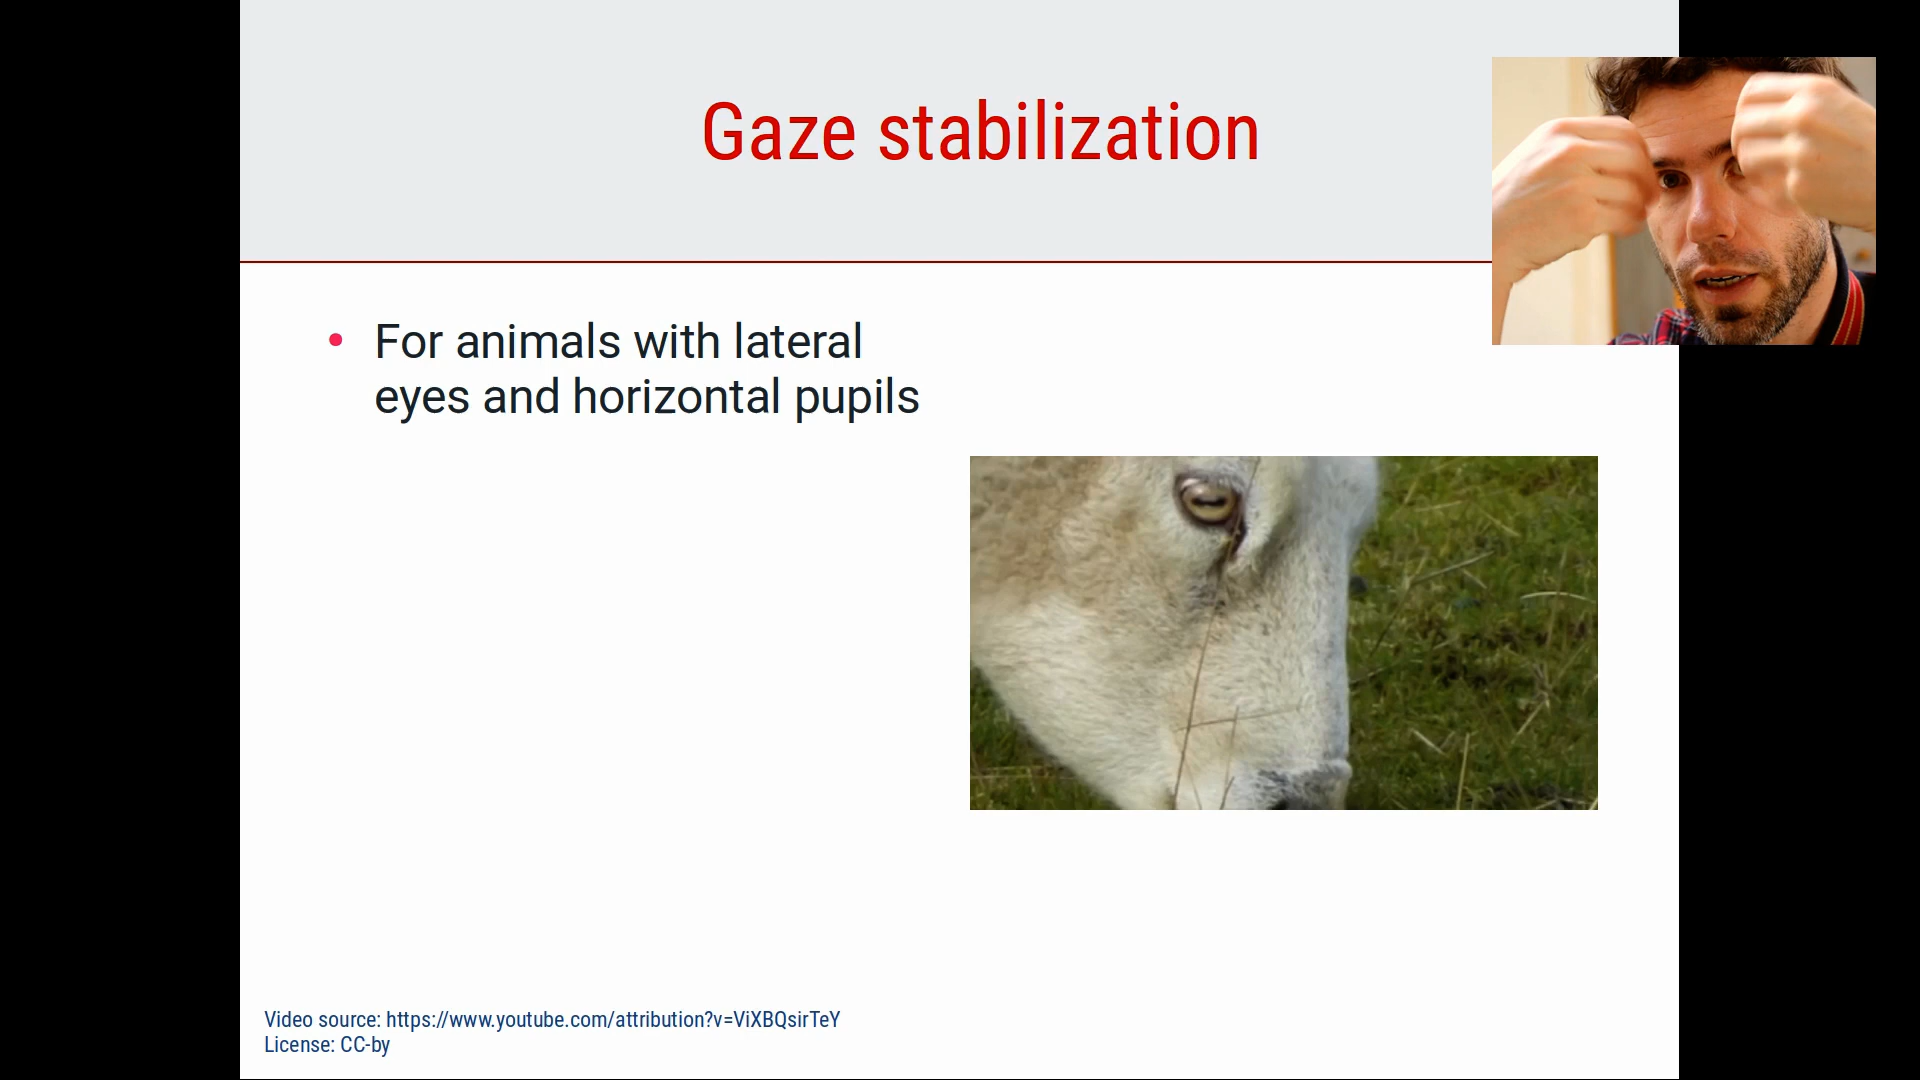 Gaze stabilization
• For animals with lateral
eyes and horizontal pupils
Video source: https://www.youtube.com/attribution?v=ViXBQsirTeY
License: CC-by